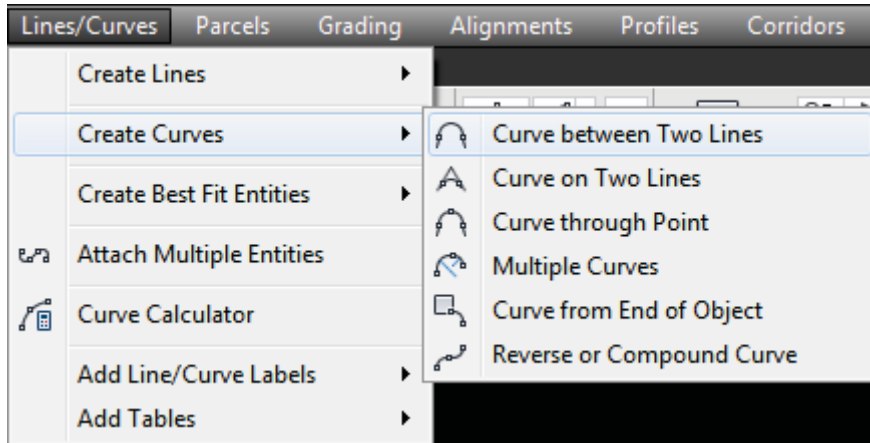 Lines/Curves Parcels Grading Alignments Profiles Corridors
Create Lines
Create Curves
Create Best Fit Entities
Attach Multiple Entities
Curve Calculator
Add Line/Curve Labels
Add Tables
Curve between Two Lines
Curve on Two Lines
Curve through Point
Multiple Curves
Curve from End of Object
Reverse or Compound Curve